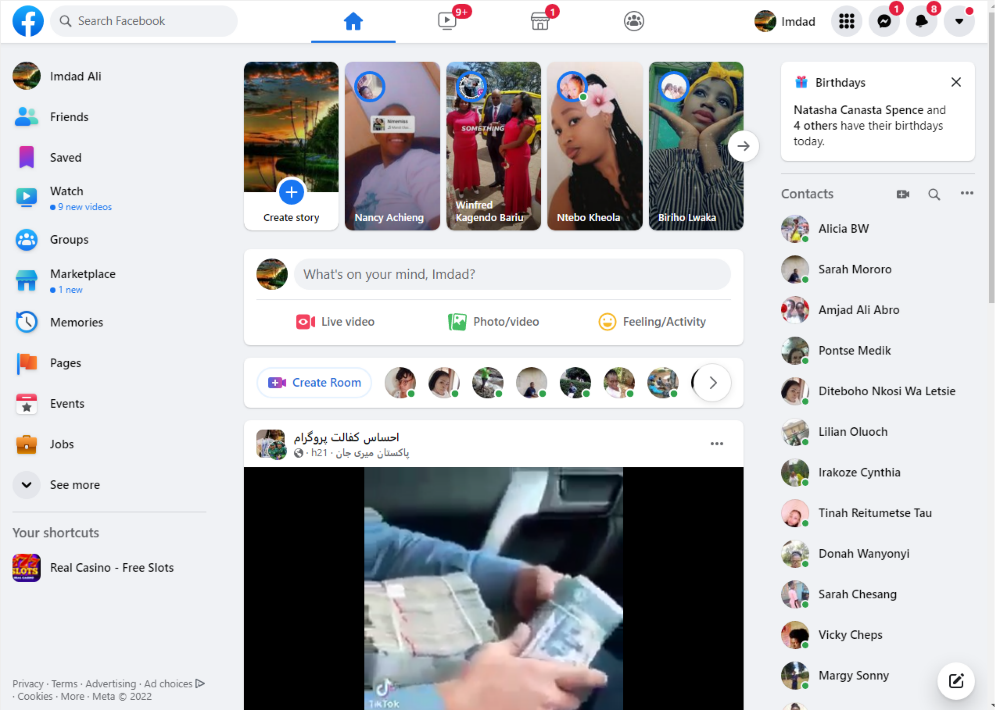 Search Facebook
9+
1
Imdad
1
8
Imdad Ali
Friends
Saved
Watch
9 new videos
Groups
Marketplace
1 new
Memories
Pages
Events
Jobs
See more
Your shortcuts
SLOTS
Real Casino - Free Slots
Privacy · Terms · Advertising · Ad choices
· Cookies · More · Meta © 2022
Create story
Nancy Achieng
SOMETHING
Winfred
Kagendo Bariu
Ntebo Kheola
Biriho Lwaka
What's on your mind, Imdad?
Live video
Photo/video
Feeling/Activity
Create Room
احساس کفالت پروگرام
پاکستان میری جان · h21 ·
TikTok
Birthdays
Natasha Canasta Spence and
4 others have their birthdays
today.
Contacts
Alicia BW
Sarah Mororo
Amjad Ali Abro
Pontse Medik
Diteboho Nkosi Wa Letsie
Lilian Oluoch
Irakoze Cynthia
Tinah Reitumetse Tau
Donah Wanyonyi
Sarah Chesang
Vicky Cheps
Margy Sonny